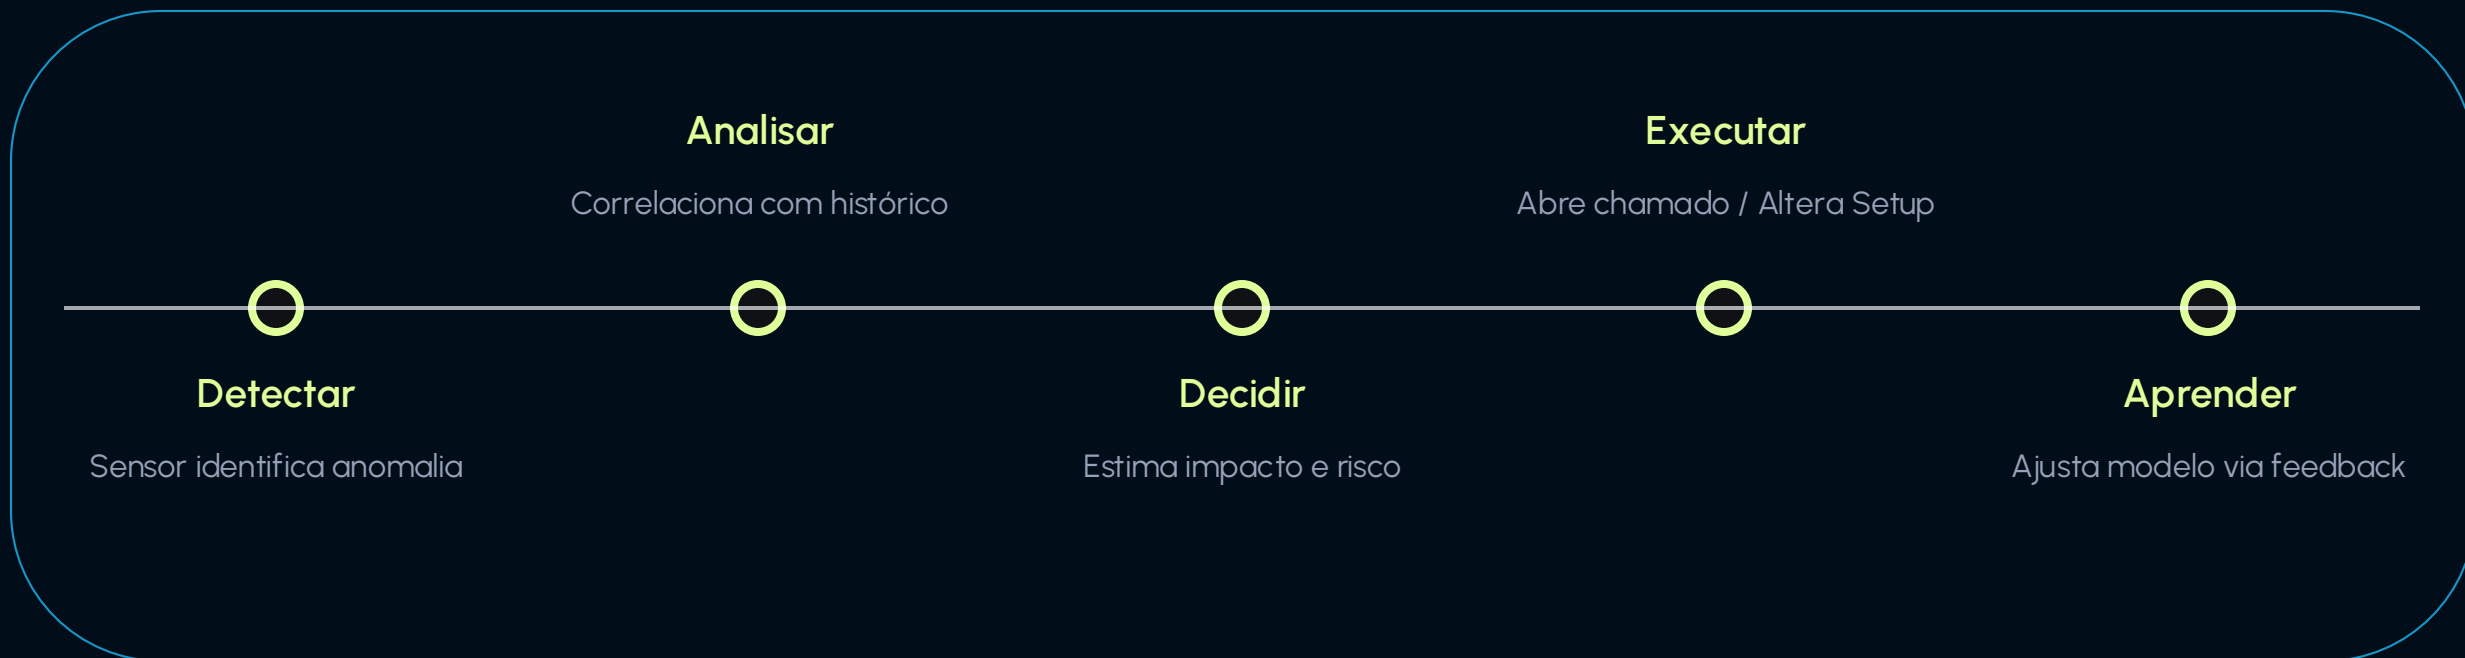 Detectar
Sensor identifica anomalia
Analisar
Correlaciona com histórico
Decidir
Estima impacto e risco
Executar
Abre chamado / Altera Setup
Aprender
Ajusta modelo via feedback